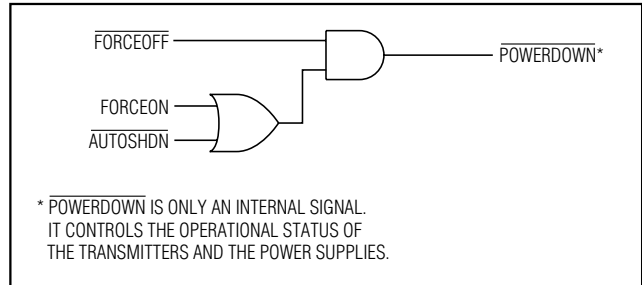 FORCEOFF
POWERDOWN*
FORCEON
AUTOSHDN
* POWERDOWN IS ONLY AN INTERNAL SIGNAL.
IT CONTROLS THE OPERATIONAL STATUS OF
THE TRANSMITTERS AND THE POWER SUPPLIES.